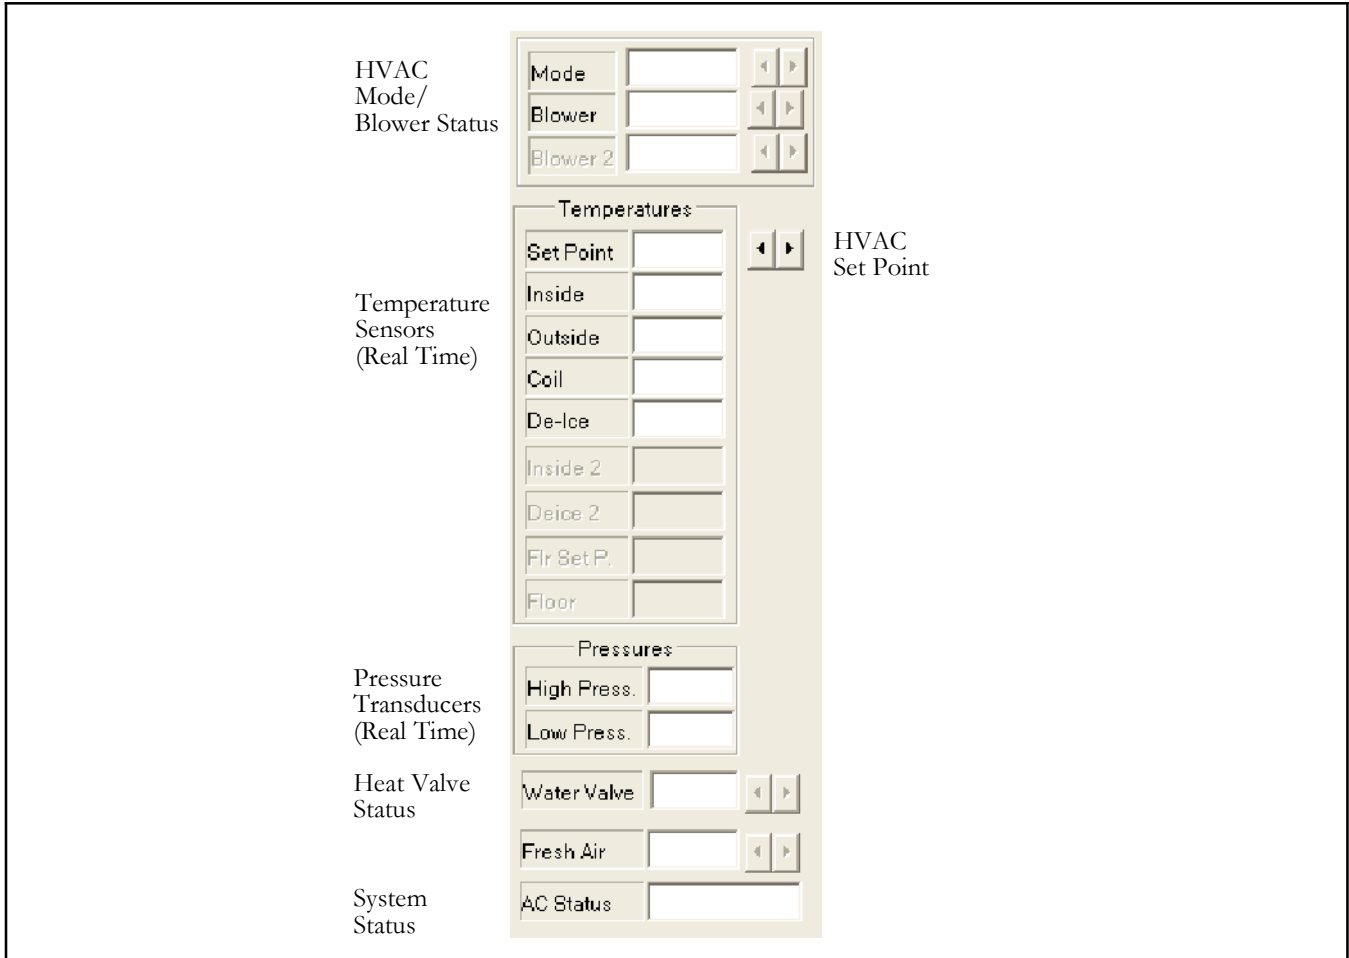 HVAC
Mode/
Blower Status
Mode
Blower
Blower 2
Temperatures
Set Point
HVAC
Set Point
Inside
Temperature
Sensors
(Real Time)
Outside
Coil
De-Ice
Inside 2
Deice 2
Flr Set P.
Floor
Pressures
Pressure
Transducers
(Real Time)
High Press.
Low Press.
Heat Valve
Status
Water Valve
Fresh Air
System
Status
AC Status